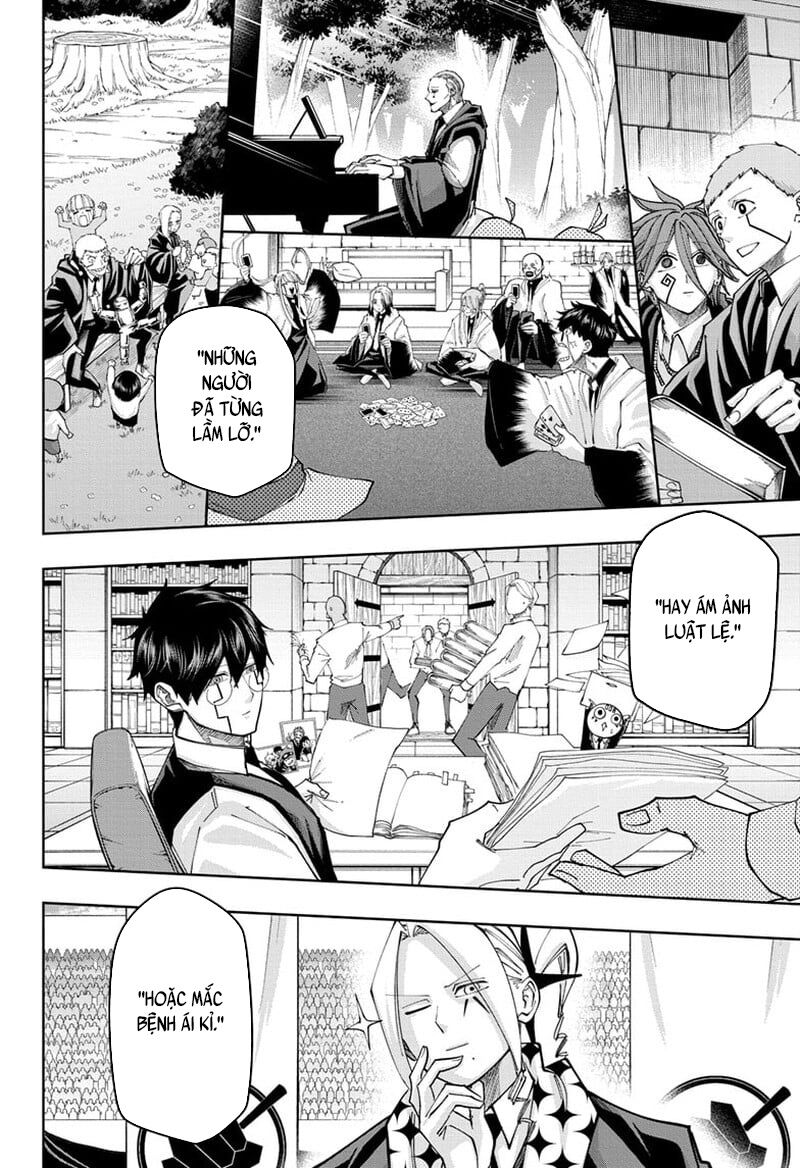 "NHỮNG
NGƯỜI
ĐÃ TỪNG
LẦM LỠ."
"HAY ÁM ẢNH
LUẬT LỆ."
"HOẶC MẮC
BỆNH ÁI KỈ."